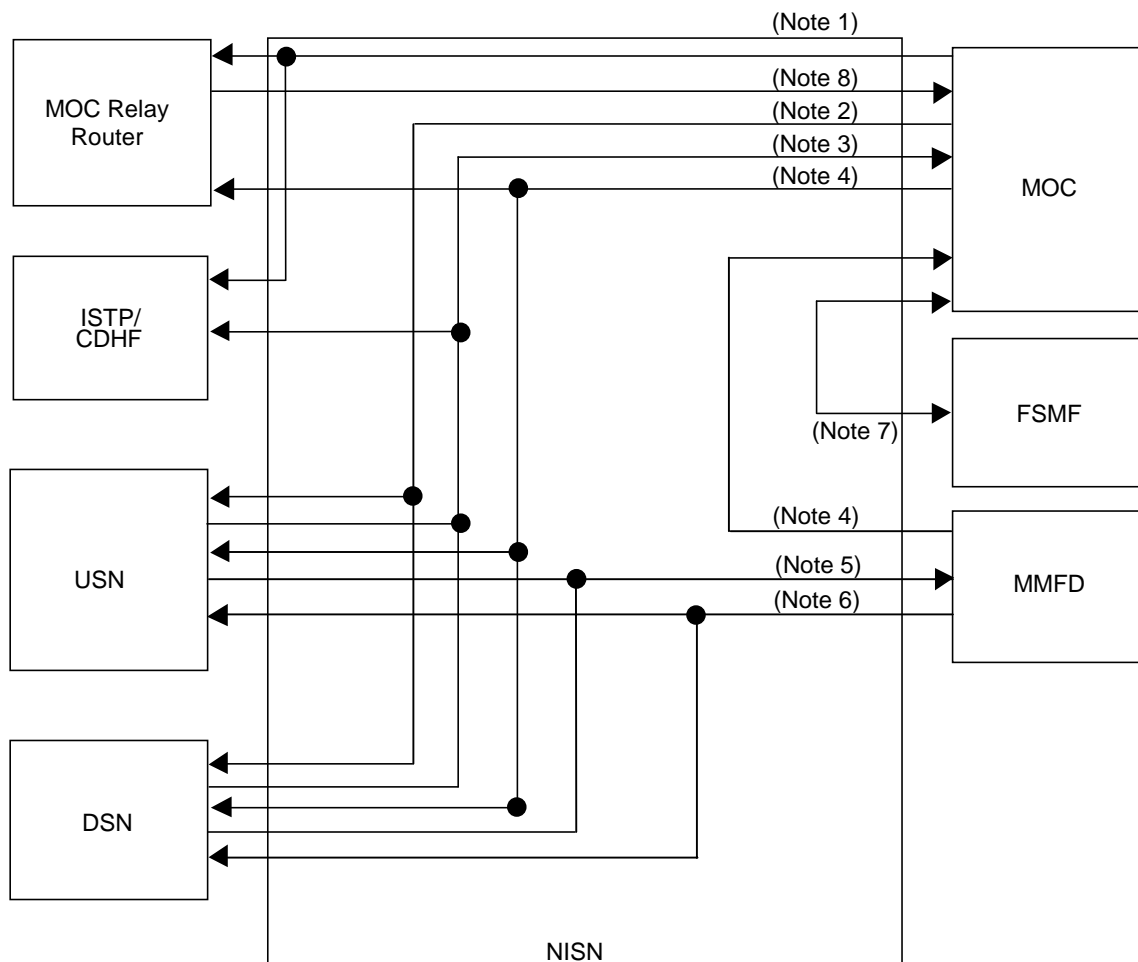 (Note 1)
MOC Relay
Router
(Note 8)
(Note 2)
(Note 3)
(Note 4)
MOC
ISTP/
CDHF
FSMF
(Note 7)
USN
(Note 4)
(Note 5)
(Note 6)
MMFD
DSN
NISN